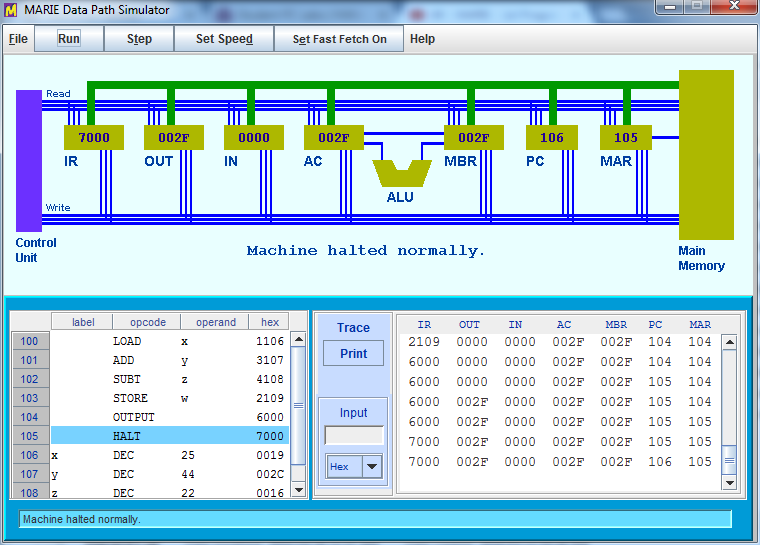 MARIE Data Path Simulator
File Run Step Set Speed Set Fast Fetch On Help
Read
7000 002F 0000 002F 002F 106 105
IR OUT IN AC MBR PC MAR
ALU
Write
Control
Unit
Machine halted normally.
Main
Memory
label opcode operand hex
100 LOAD x 1106
101 ADD y 3107
102 SUBT z 4108
103 STORE w 2109
104 OUTPUT 6000
105 HALT 7000
106 x DEC 25 0019
107 y DEC 44 002C
108 z DEC 22 0016
Trace
Print
Input
Hex
IR OUT IN AC MBR PC MAR
2109 0000 0000 002F 002F 104 104
6000 0000 0000 002F 002F 104 104
6000 0000 0000 002F 002F 105 104
6000 002F 0000 002F 002F 105 104
6000 002F 0000 002F 002F 105 105
7000 002F 0000 002F 002F 105 105
7000 002F 0000 002F 002F 106 105
Machine halted normally.